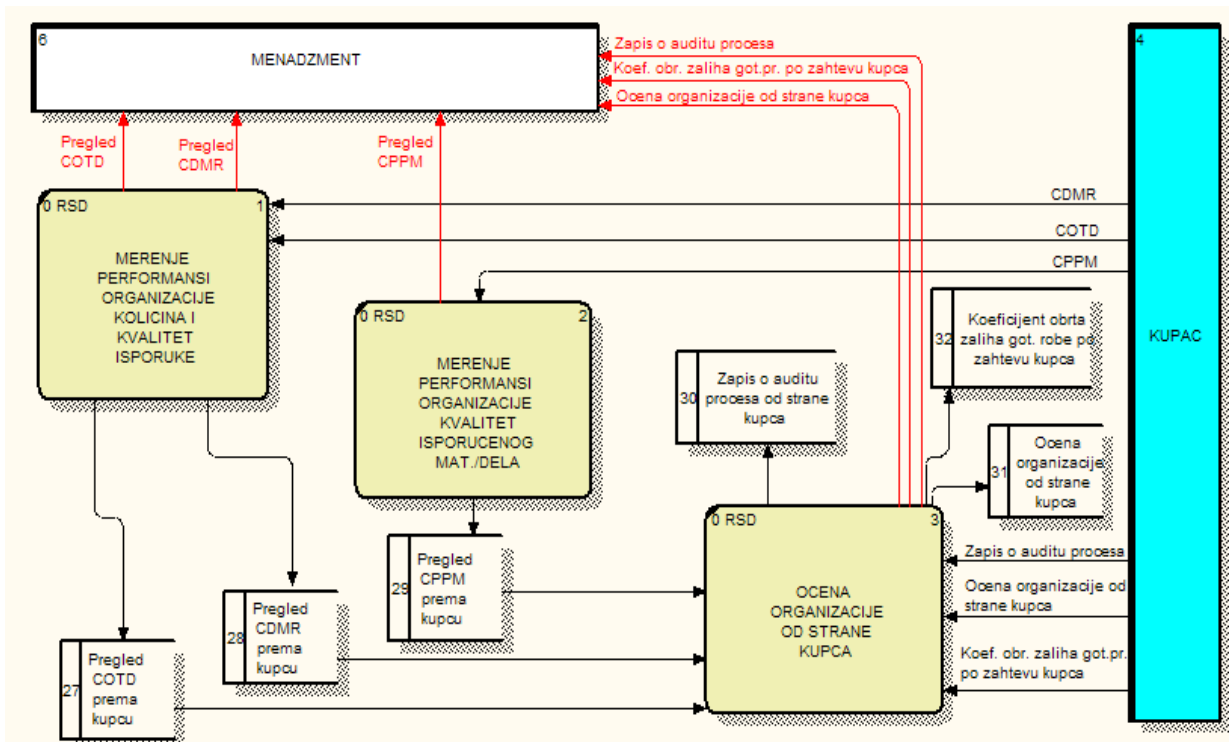 6
MENADZMENT
Zapis o auditu procesa
Koef. obr. zaliha got.pr. po zahtevu kupca
Ocena organizacije od strane kupca
4
KUPAC
Pregled
COTD
Pregled
CDMR
Pregled
CPPM
CDMR
COTD
CPPM
0 RSD
1
MERENJE
PERFORMANSI
ORGANIZACIJE
KOLICINA I
KVALITET
ISPORUKE
0 RSD
2
MERENJE
PERFORMANSI
ORGANIZACIJE
KVALITET
ISPORUCENOG
MAT./DELA
32
Koeficijent obrta
zaliha got. robe po
zahtevu kupca
30
Zapis o auditu
procesa od strane
kupca
31
Ocena
organizacije
od strane
kupca
0 RSD
3
OCENA
ORGANIZACIJE
OD STRANE
KUPCA
Zapis o auditu procesa
Ocena organizacije od
strane kupca
Koef. obr. zaliha got.pr.
po zahtevu kupca
29
Pregled
CPPM
prema
kupcu
28
Pregled
CDMR
prema
kupcu
27
Pregled
COTD
prema
kupcu